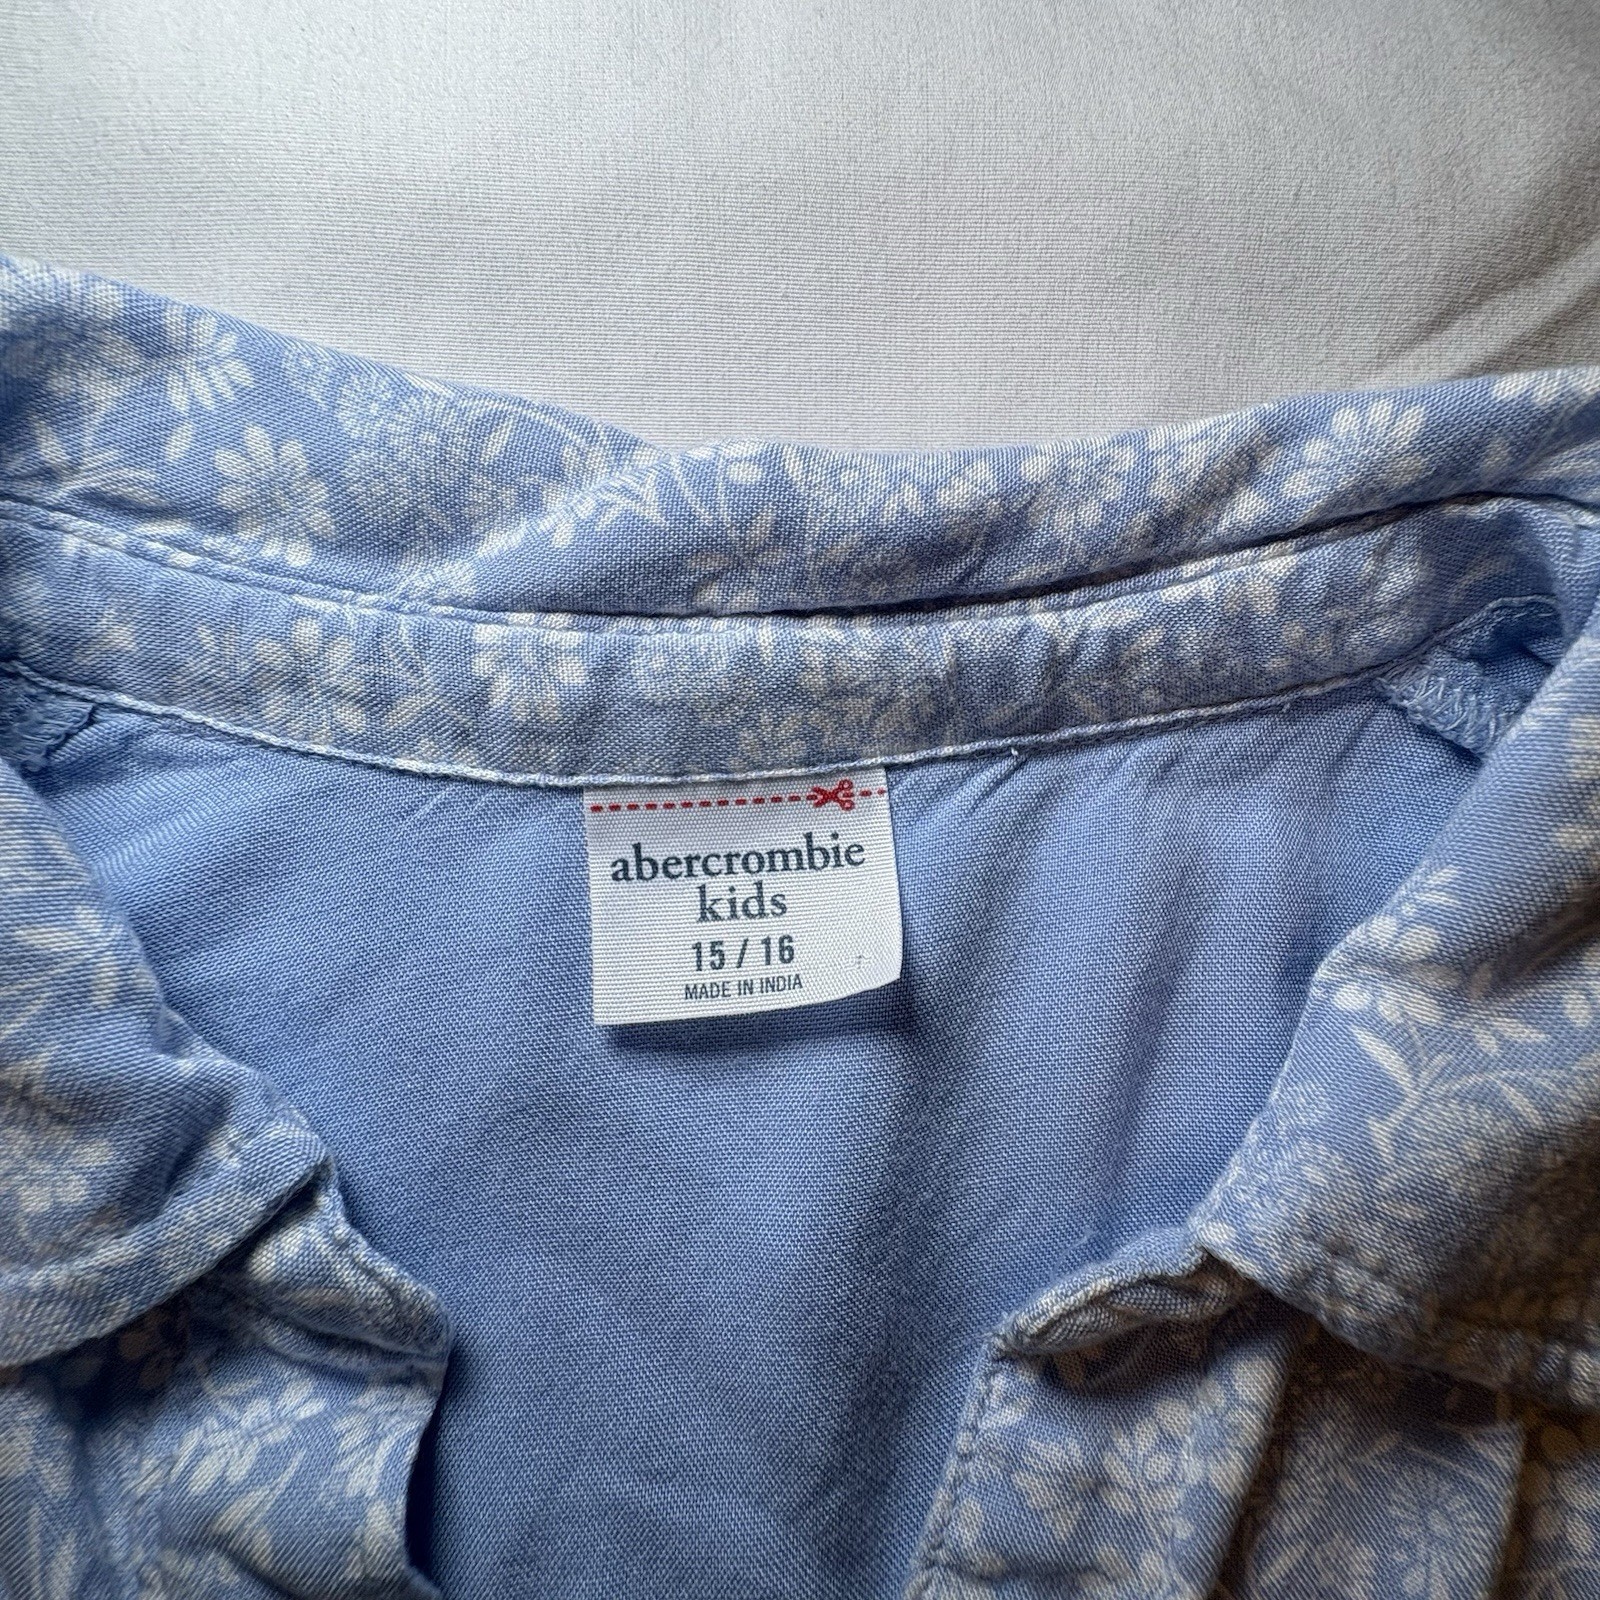 abercrombie
kids
15 / 16
MADE IN INDIA